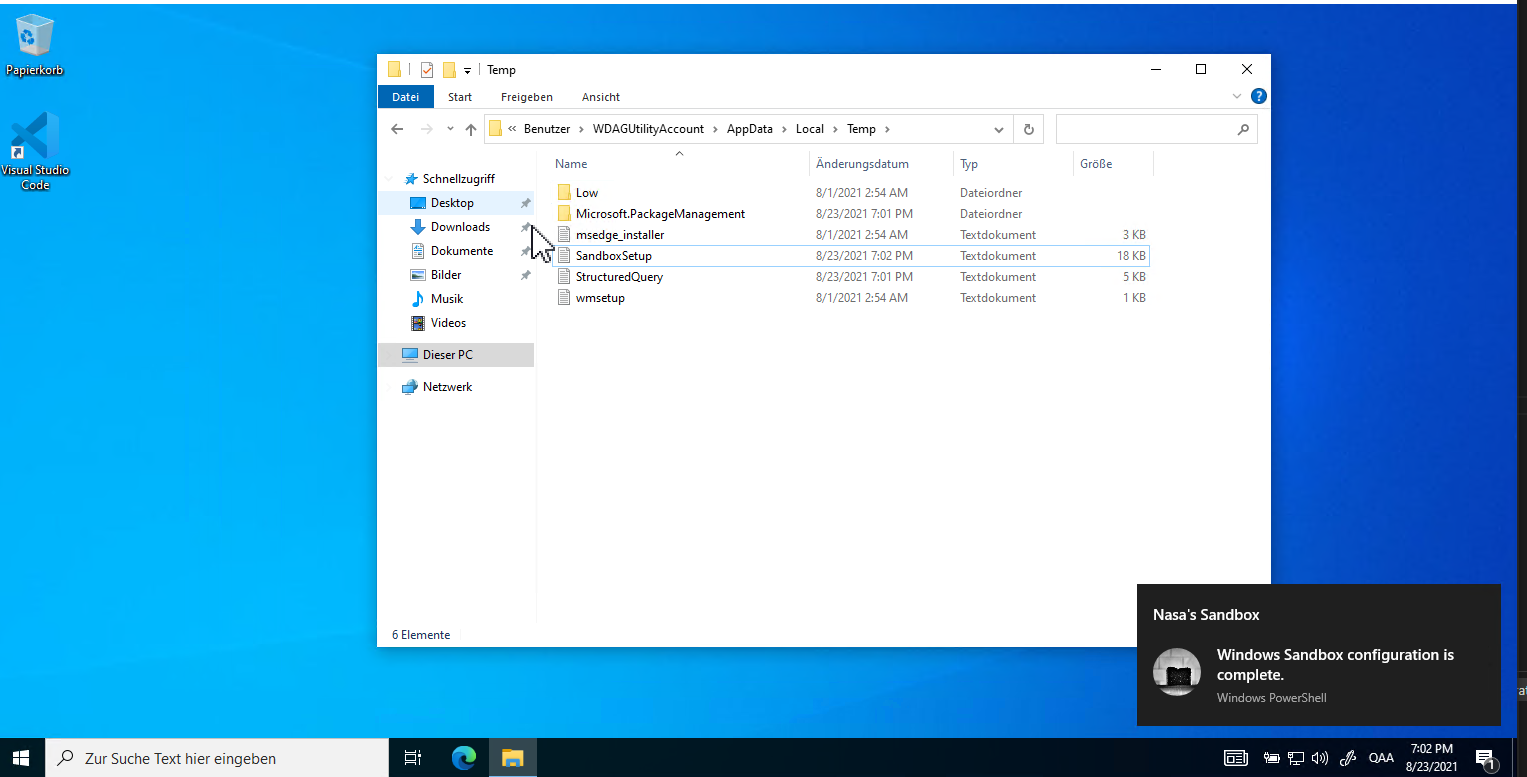 Papierkorb
Visual Studio
Code
Temp
Datei Start Freigeben Ansicht
« Benutzer > WDAGUtilityAccount > AppData > Local > Temp >
Name Änderungsdatum Typ Größe
Schnellzugriff
Desktop
Downloads
Dokumente
Bilder
Musik
Videos
Dieser PC
Netzwerk
Low 8/1/2021 2:54 AM Dateiordner
Microsoft.PackageManagement 8/23/2021 7:01 PM Dateiordner
msedge_installer 8/1/2021 2:54 AM Textdokument 3 KB
SandboxSetup 8/23/2021 7:02 PM Textdokument 18 KB
StructuredQuery 8/23/2021 7:01 PM Textdokument 5 KB
wmsetup 8/1/2021 2:54 AM Textdokument 1 KB
6 Elemente
Nasa's Sandbox
Windows Sandbox configuration is
complete.
Windows PowerShell
Zur Suche Text hier eingeben
QAA
7:02 PM
8/23/2021
1